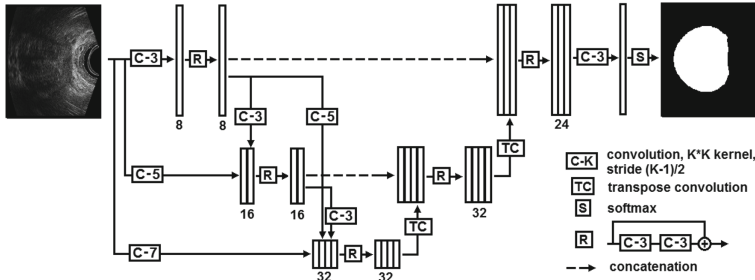 C-3
R
8
8
C-3
C-5
R
24
C-3
S
C-5
R
16
16
C-3
R
32
TC
C-7
R
32
32
TC
C-K convolution, K*K kernel,
stride (K-1)/2
TC transpose convolution
S softmax
R C-3 C-3 +
concatenation